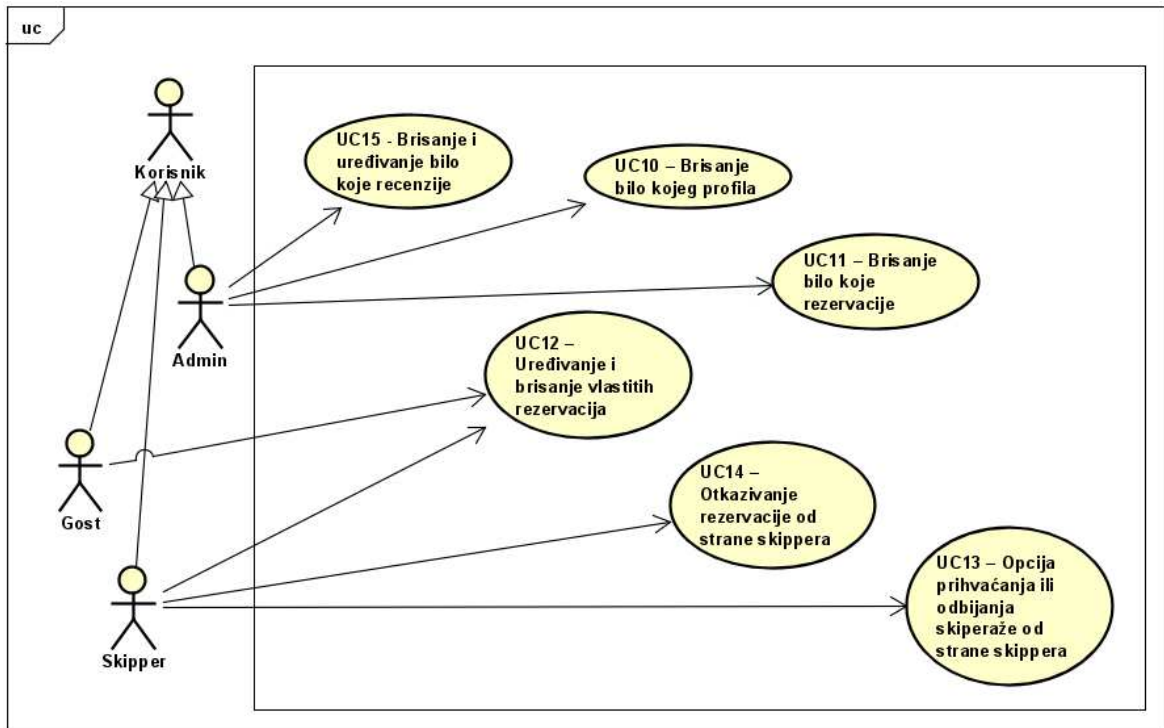 uc
Korisnik
UC15 - Brisanje i
uređivanje bilo
koje recenzije
UC10 – Brisanje
bilo kojeg profila
UC11 – Brisanje
bilo koje
rezervacije
Admin
UC12 –
Uređivanje i
brisanje vlastitih
rezervacija
Gost
UC14 –
Otkazivanje
rezervacije od
strane skippera
UC13 – Opcija
prihvaćanja ili
odbijanja
skiperaže od
strane skippera
Skipper